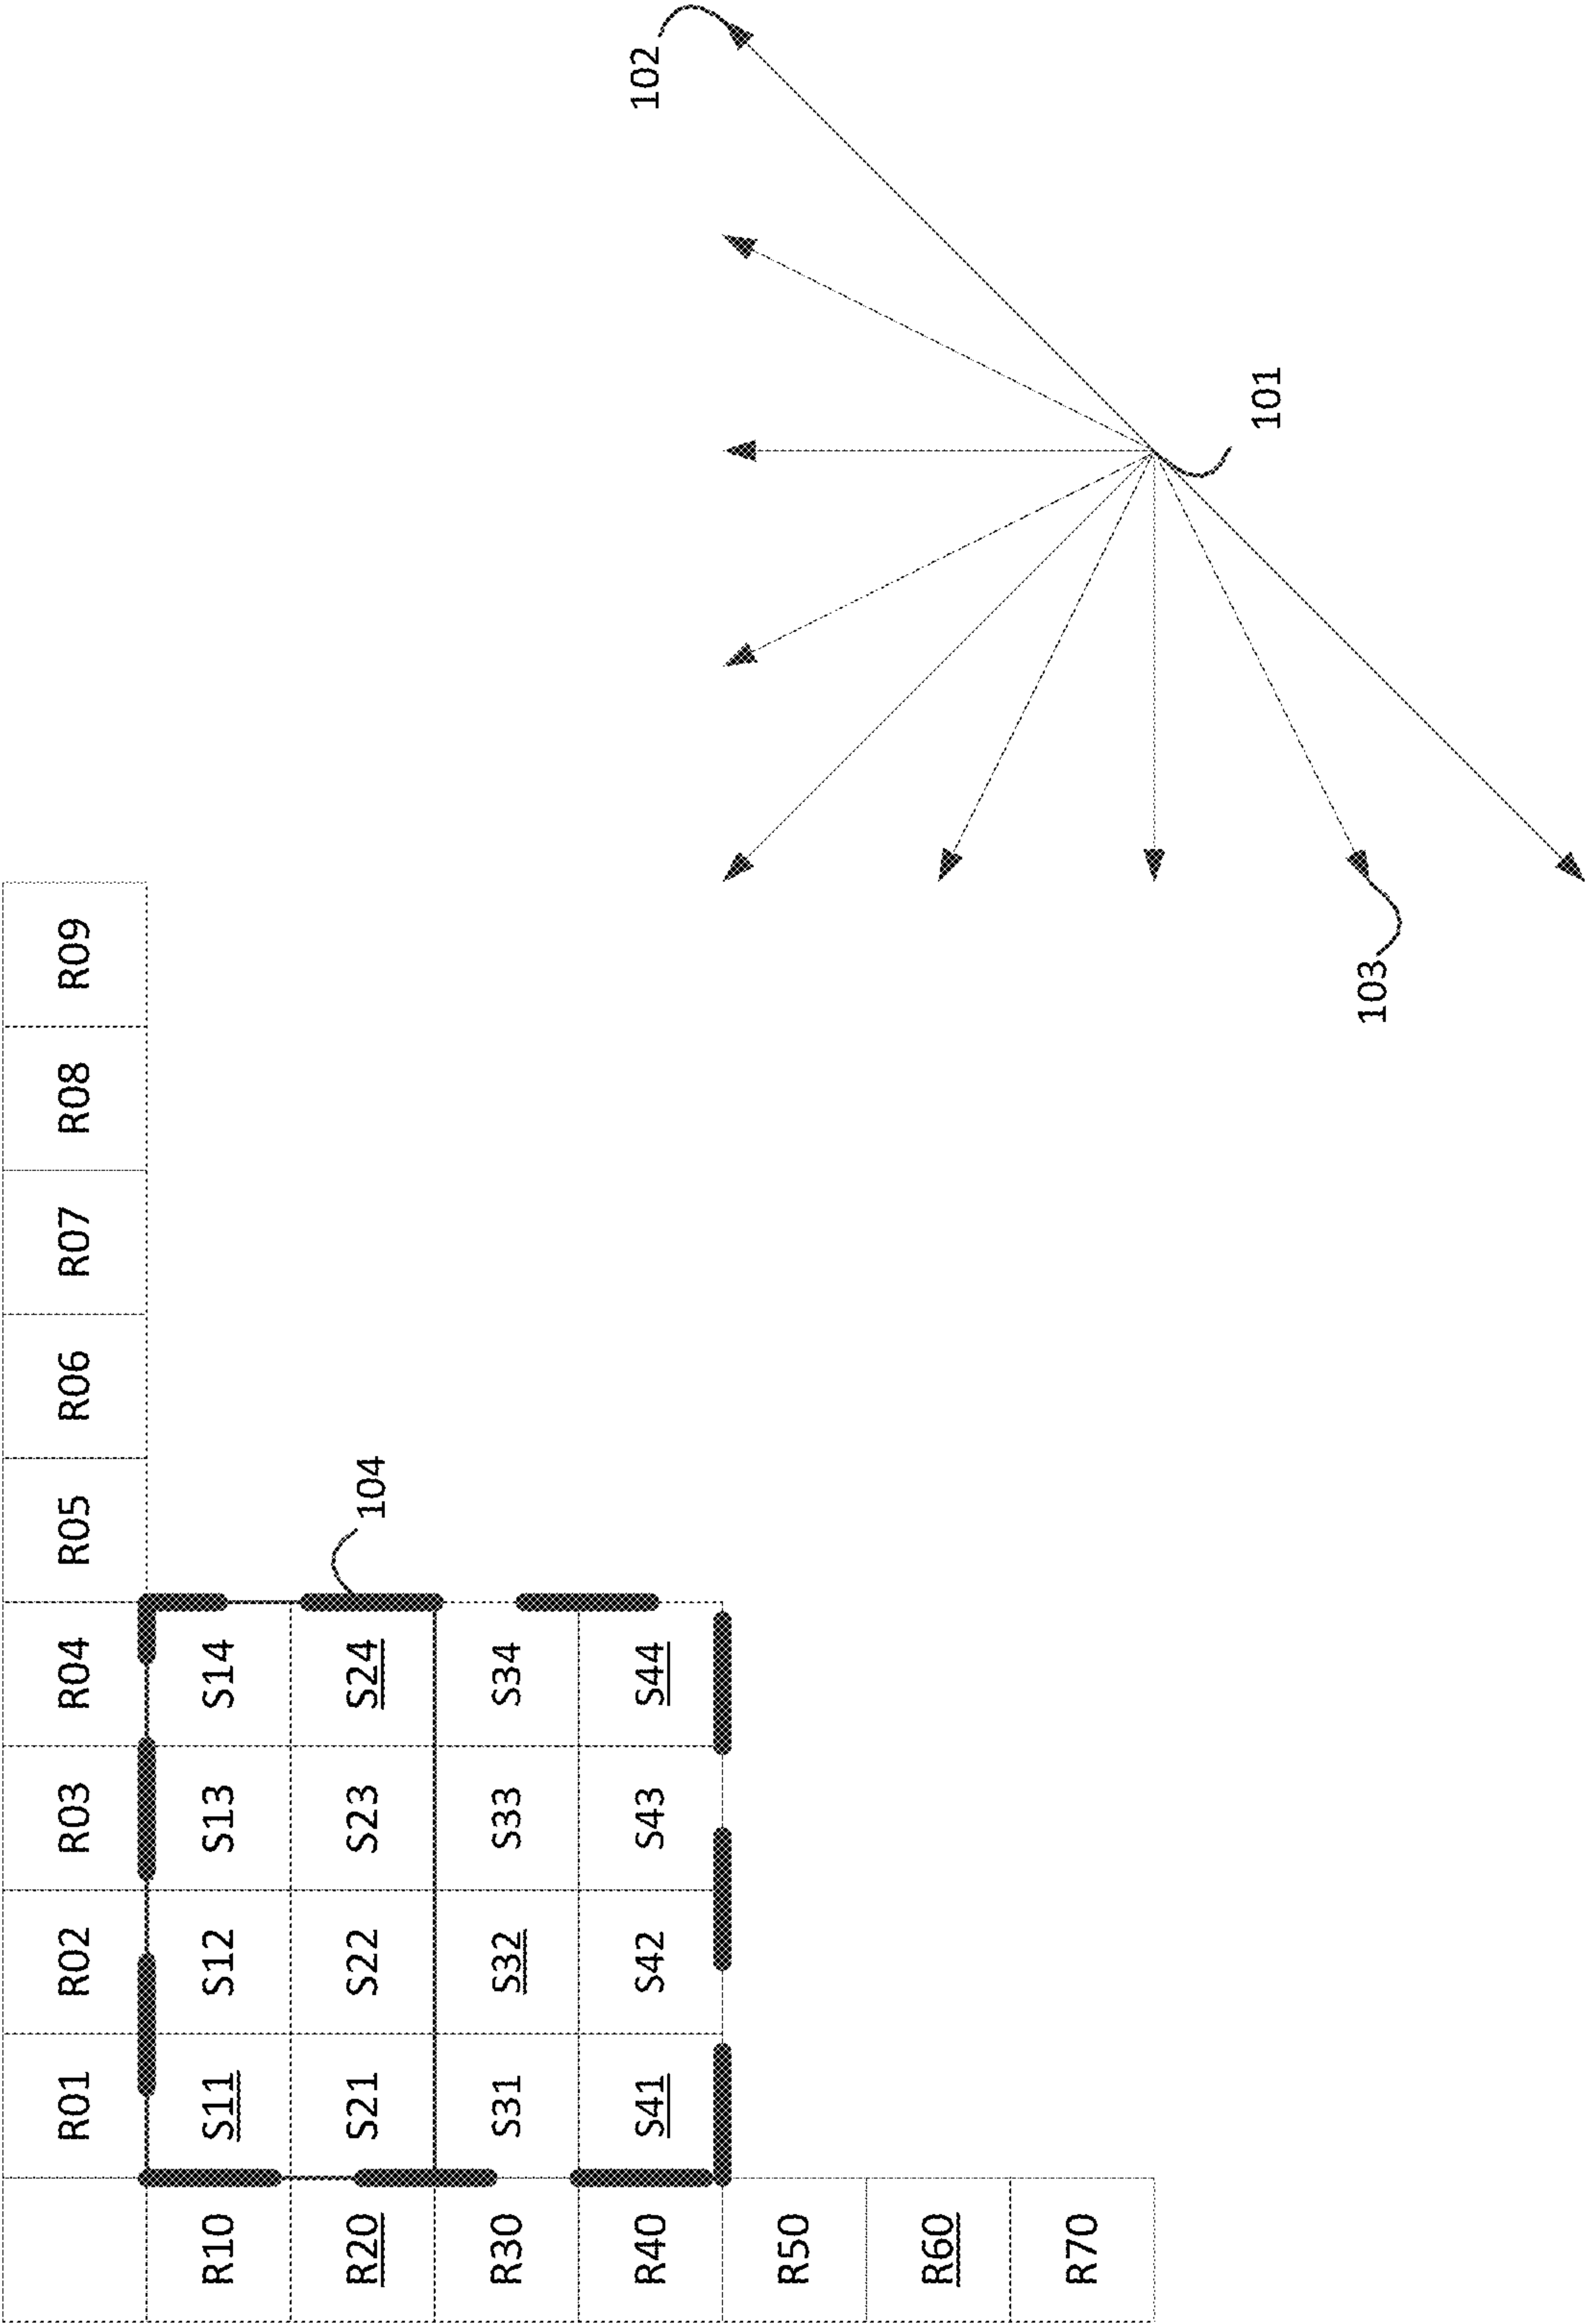 R01 R02 R03 R04 R05 R06 R07 R08 R09
R10 S11 S12 S13 S14
R20 S21 S22 S23 S24
104
R30 S31 S32 S33 S34
R40 S41 S42 S43 S44
102
R50
R60
R70
101
103